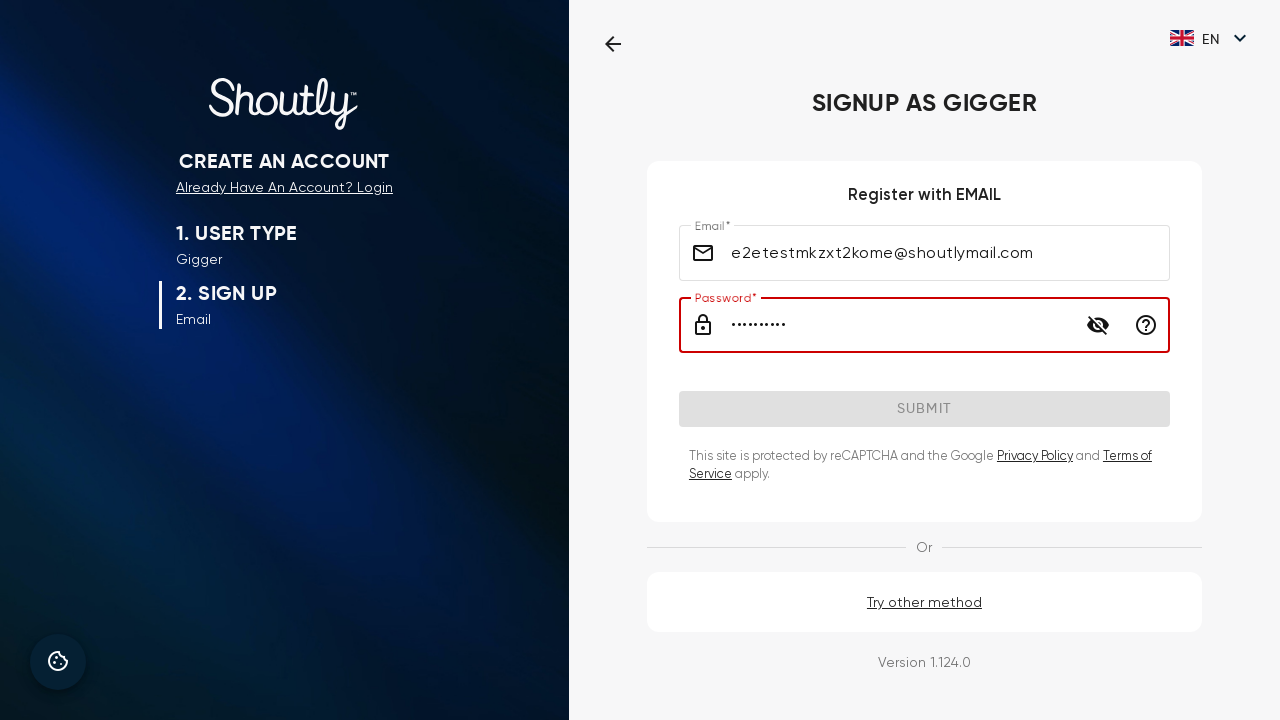 Shoutly™
CREATE AN ACCOUNT
Already Have An Account? Login
1. USER TYPE
Gigger
2. SIGN UP
Email
EN
SIGNUP AS GIGGER
Register with EMAIL
Email*
e2etestmkzxt2kome@shoutlymail.com
Password*
••••••••••
SUBMIT
This site is protected by reCAPTCHA and the Google Privacy Policy and Terms of
Service apply.
Or
Try other method
Version 1.124.0